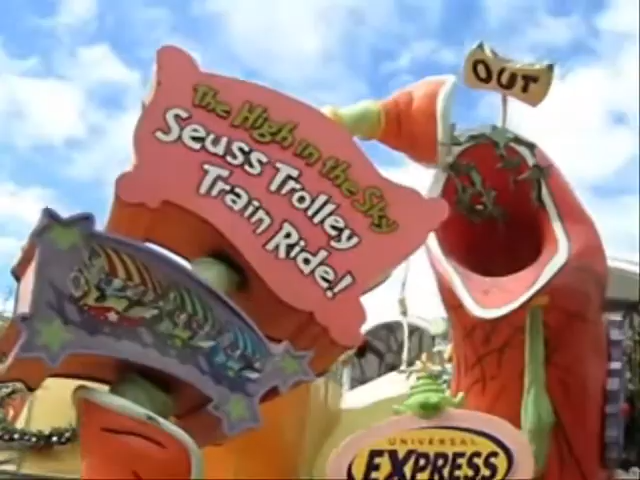 OUT
The High in the Sky
Seuss Trolley
Train Ride!
UNIVERSAL
EXPRESS